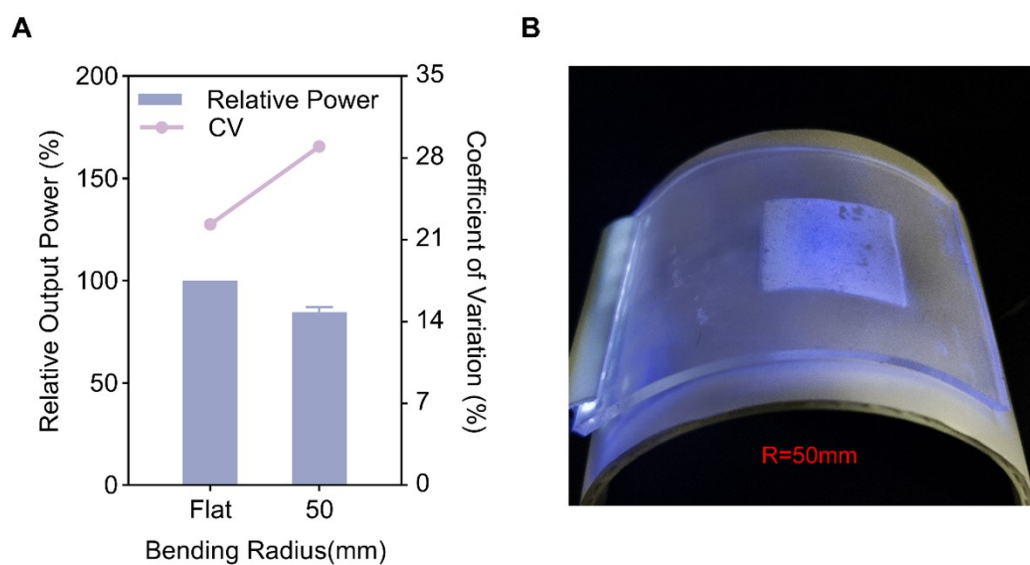 A
B
200
150
100
50
0
Relative Output Power (%)
Relative Power
CV
35
28
21
14
7
0
Coefficient of Variation (%)
Flat
50
Bending Radius(mm)
R=50mm